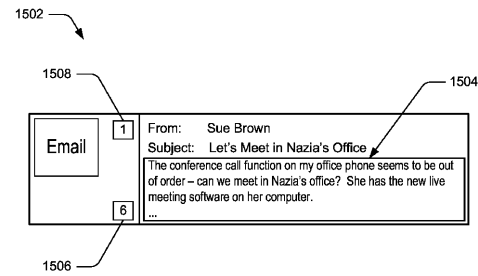 1502
1508
1504
Email
1
From: Sue Brown
Subject: Let's Meet in Nazia's Office
The conference call function on my office phone seems to be out
of order – can we meet in Nazia's office? She has the new live
meeting software on her computer.
...
6
1506